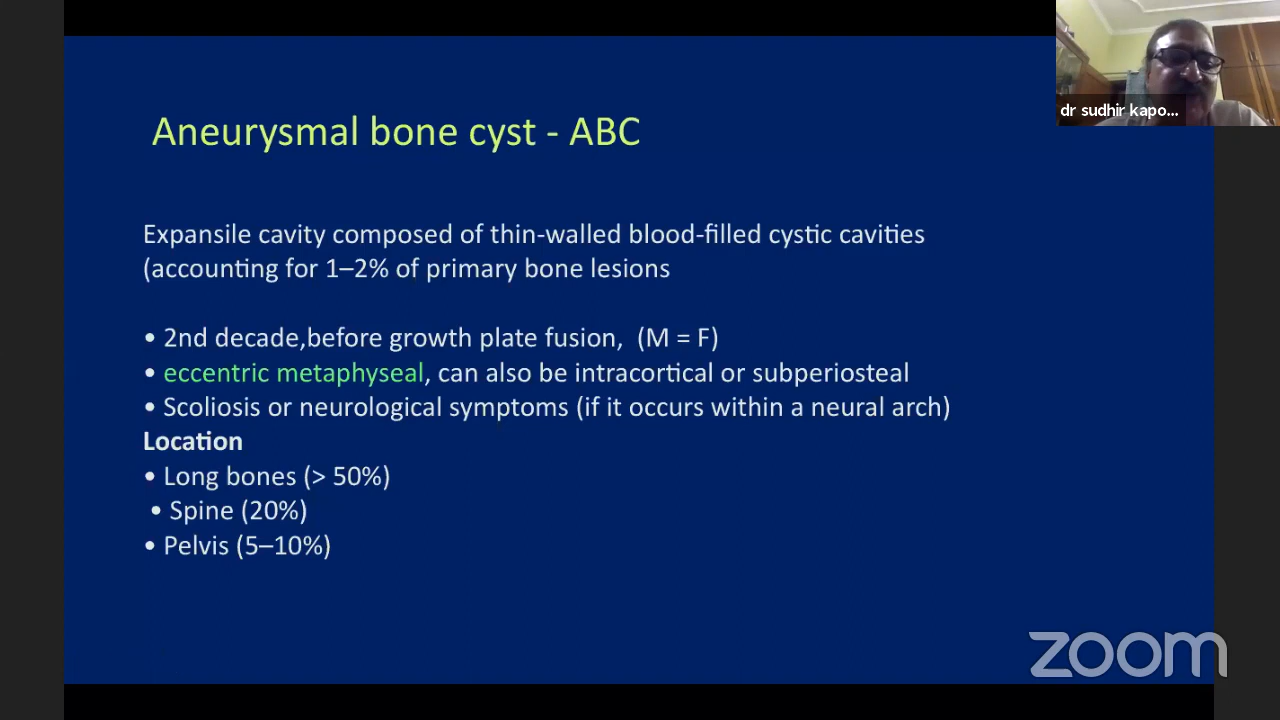 dr sudhir kapo...
Aneurysmal bone cyst - ABC
Expansile cavity composed of thin-walled blood-filled cystic cavities
(accounting for 1–2% of primary bone lesions
• 2nd decade,before growth plate fusion, (M = F)
• eccentric metaphyseal, can also be intracortical or subperiosteal
• Scoliosis or neurological symptoms (if it occurs within a neural arch)
Location
• Long bones (> 50%)
• Spine (20%)
• Pelvis (5–10%)
zoom